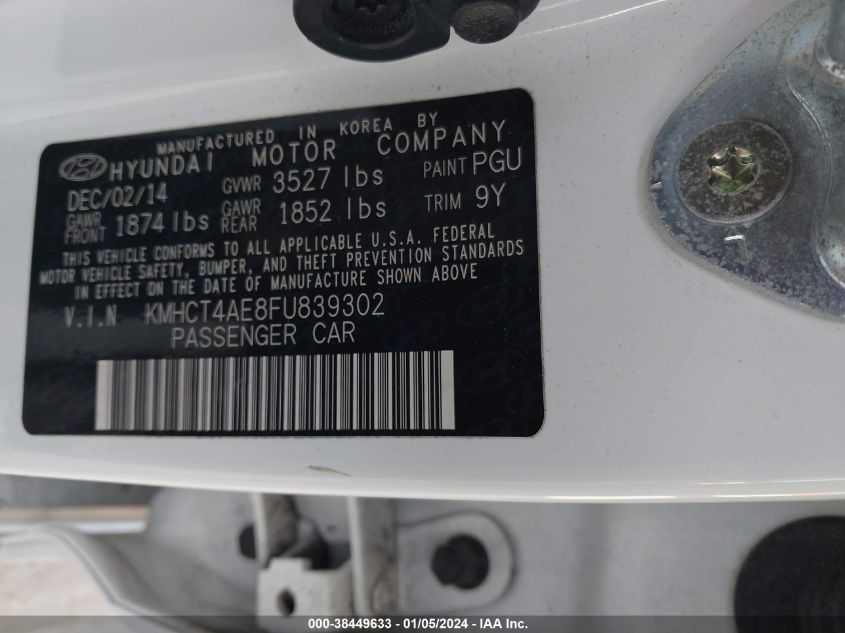 MANUFACTURED IN KOREA BY
HYUNDAI MOTOR COMPANY
DEC/02/14 GVWR 3527 lbs PAINT PGU
GAWR FRONT 1874 lbs GAWR REAR 1852 lbs TRIM 9Y
THIS VEHICLE CONFORMS TO ALL APPLICABLE U.S.A. FEDERAL
MOTOR VEHICLE SAFETY, BUMPER, AND THEFT PREVENTION STANDARDS
IN EFFECT ON THE DATE OF MANUFACTURE SHOWN ABOVE
V.I.N KMHCT4AE8FU839302
PASSENGER CAR
000-38449633 - 01/05/2024 - IAAI.com